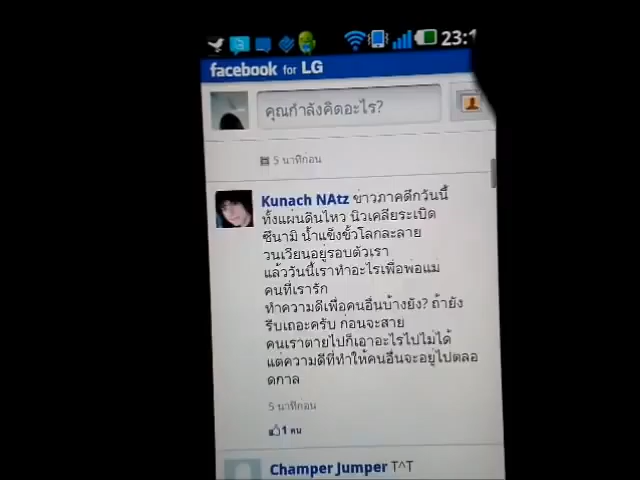 23:1
facebook for LG
คุณกำลังคิดอะไร?
5 นาทีก่อน
Kunach NAtz ข่าวภาคดึกวันนี้
ทั้งแผ่นดินไหว นิวเคลียระเบิด
ซึนามิ น้ำแข็งขั้วโลกละลาย
วนเวียนอยู่รอบตัวเรา
แล้ววันนี้เราทำอะไรเพื่อพ่อแม่
คนที่เรารัก
ทำความดีเพื่อคนอื่นบ้างยัง? ถ้ายัง
รีบเถอะครับ ก่อนจะสาย
คนเราตายไปก็เอาอะไรไปไม่ได้
แต่ความดีที่ทำให้คนอื่นจะอยู่ไปตลอ
ดกาล
5 นาทีก่อน
1 คน
Champer Jumper T^T